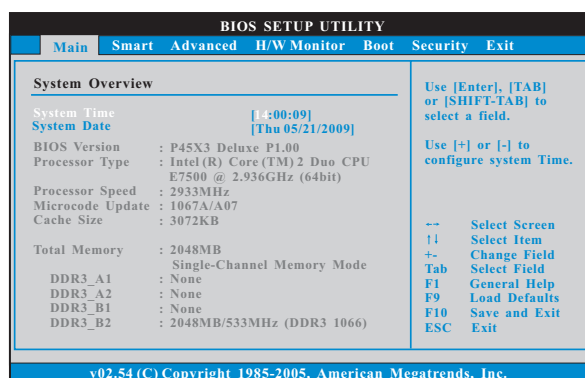 BIOS SETUP UTILITY
Main Smart Advanced H/W Monitor Boot Security Exit
System Overview
System Time [14:00:09]
System Date [Thu 05/21/2009]
BIOS Version : P45X3 Deluxe P1.00
Processor Type : Intel (R) Core (TM) 2 Duo CPU
E7500 @ 2.936GHz (64bit)
Processor Speed : 2933MHz
Microcode Update : 1067A/A07
Cache Size : 3072KB
Total Memory : 2048MB
Single-Channel Memory Mode
DDR3_A1 : None
DDR3_A2 : None
DDR3_B1 : None
DDR3_B2 : 2048MB/533MHz (DDR3 1066)
Use [Enter], [TAB]
or [SHIFT-TAB] to
select a field.
Use [+] or [-] to
configure system Time.
←→ Select Screen
↑↓ Select Item
+- Change Field
Tab Select Field
F1 General Help
F9 Load Defaults
F10 Save and Exit
ESC Exit
v02.54 (C) Copyright 1985-2005, American Megatrends, Inc.